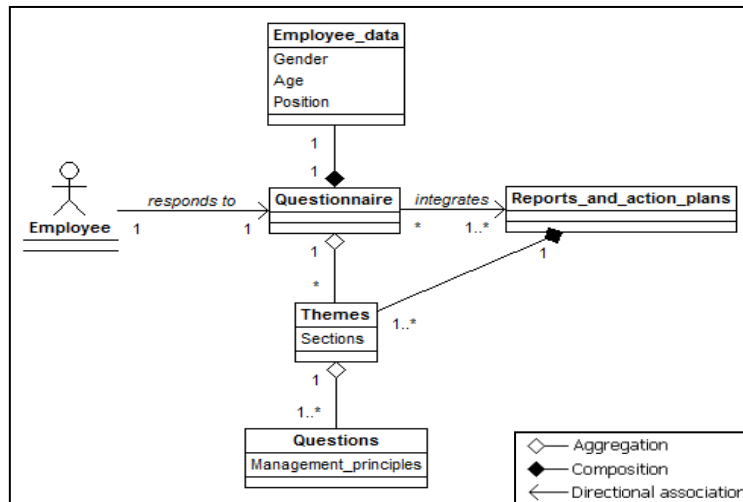 Employee_data
Gender
Age
Position
1
1
responds to
Questionnaire
integrates
Reports_and_action_plans
Employee
1
1
*
1..*
1
1
*
Themes
1..*
Sections
1
1..*
Questions
Management_principles
Aggregation
Composition
Directional association